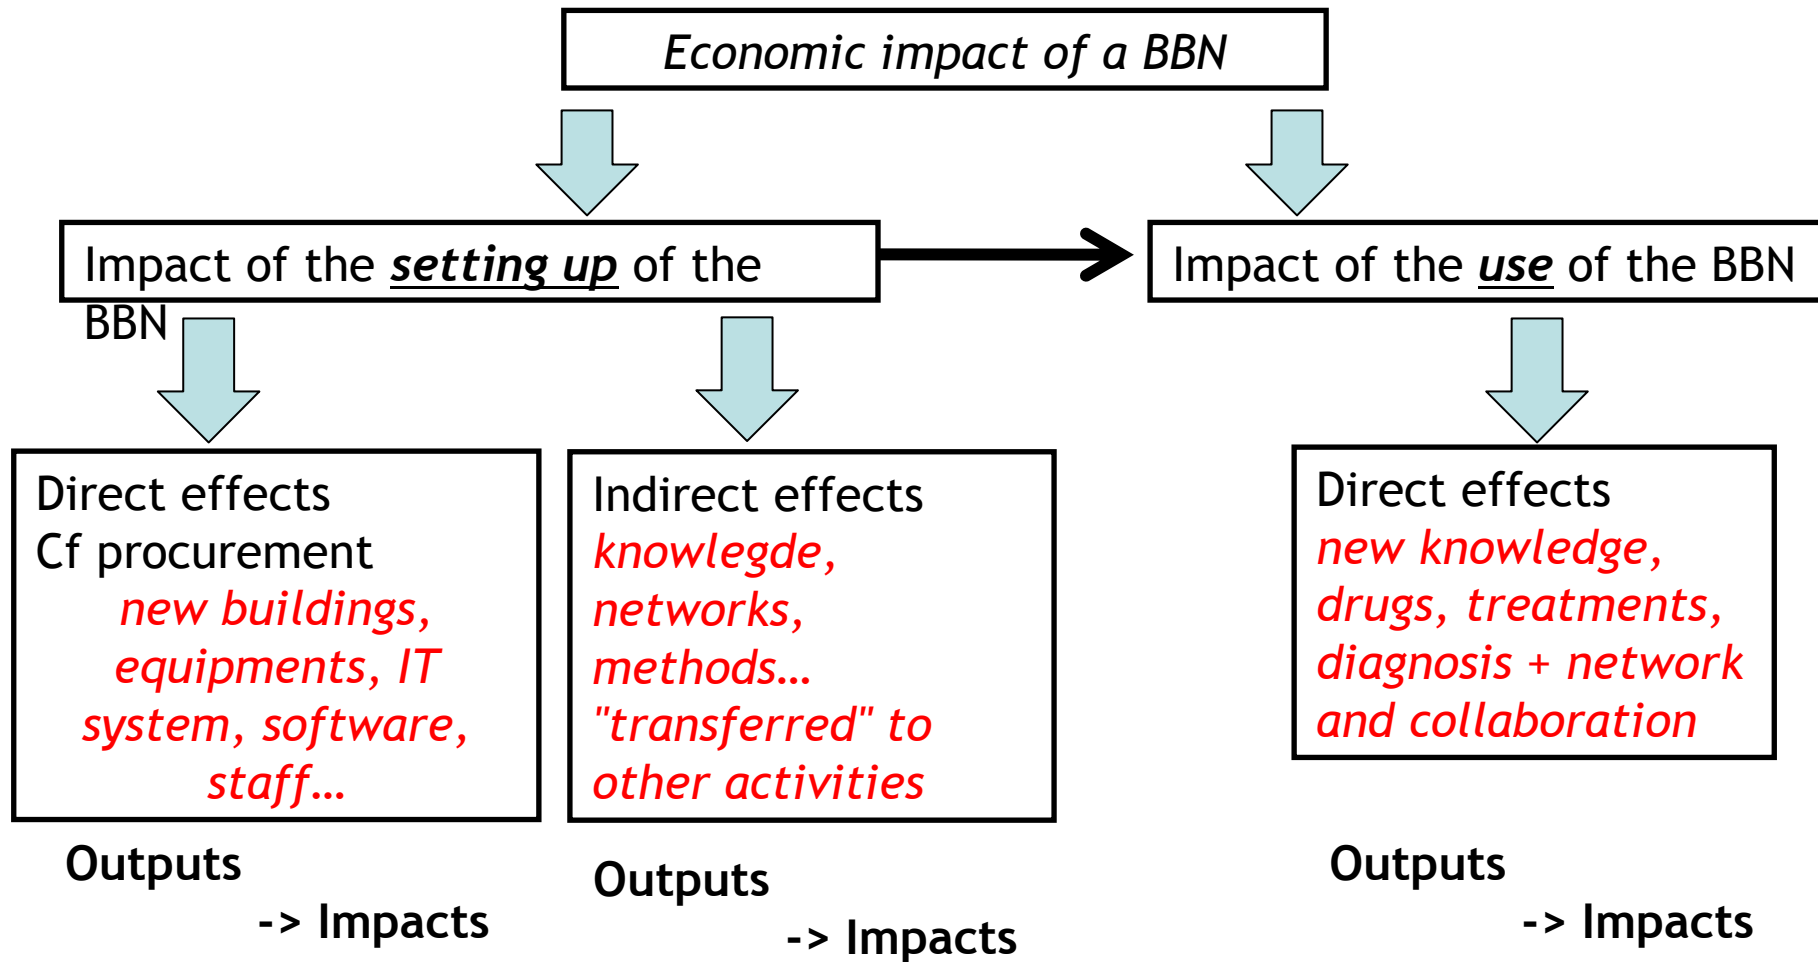 Economic impact of a BBN
Impact of the setting up of the
BBN
Impact of the use of the BBN
Direct effects
Cf procurement
new buildings,
equipments, IT
system, software,
staff…
Indirect effects
knowlegde,
networks,
methods…
"transferred" to
other activities
Direct effects
new knowledge,
drugs, treatments,
diagnosis + network
and collaboration
Outputs
-> Impacts
Outputs
-> Impacts
Outputs
-> Impacts